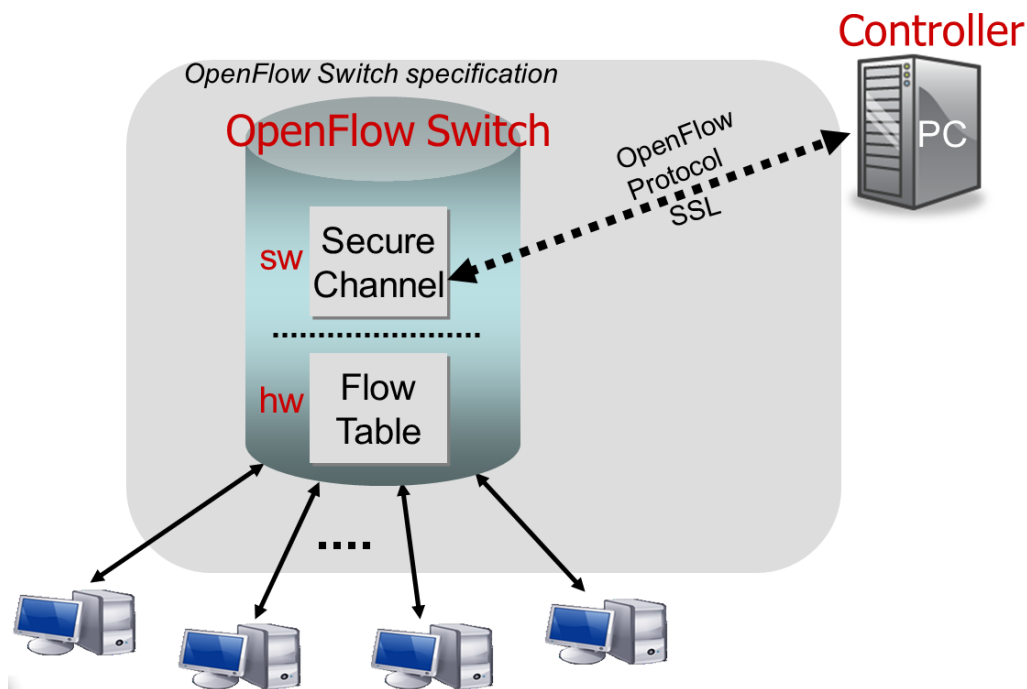 Controller
OpenFlow Switch specification
OpenFlow Switch
PC
OpenFlow
Protocol
SSL
sw
Secure
Channel
hw
Flow
Table